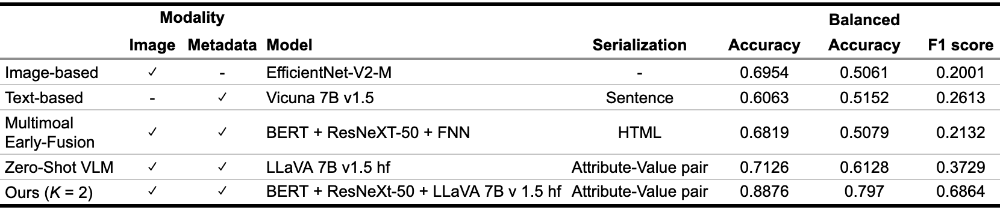 Modality Balanced
Image Metadata Model Serialization Accuracy Accuracy F1 score
Image-based ✓ - EfficientNet-V2-M - 0.6954 0.5061 0.2001
Text-based - ✓ Vicuna 7B v1.5 Sentence 0.6063 0.5152 0.2613
Multimoal
Early-Fusion ✓ ✓ BERT + ResNeXT-50 + FNN HTML 0.6819 0.5079 0.2132
Zero-Shot VLM ✓ ✓ LLaVA 7B v1.5 hf Attribute-Value pair 0.7126 0.6128 0.3729
Ours (K = 2) ✓ ✓ BERT + ResNeXt-50 + LLaVA 7B v 1.5 hf Attribute-Value pair 0.8876 0.797 0.6864